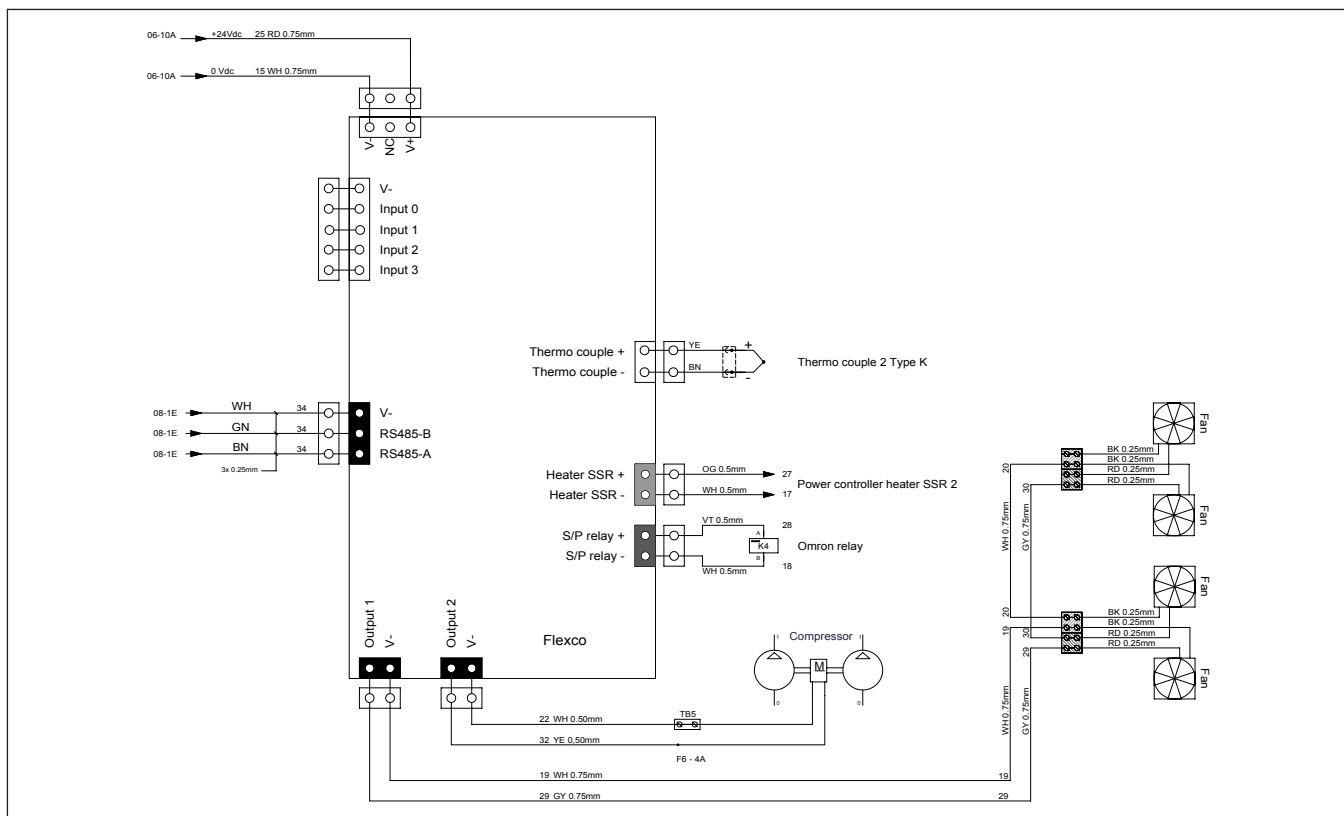 06-10A +24Vdc 25 RD 0.75mm
06-10A 0 Vdc 15 WH 0.75mm
V-
NC
V+
V-
Input 0
Input 1
Input 2
Input 3
Thermo couple +
YE
+
Thermo couple -
BN
-
Thermo couple 2 Type K
08-1E WH 34 V-
08-1E GN 34 RS485-B
08-1E BN 34 RS485-A
3x 0.25mm
Heater SSR + OG 0.5mm 27
Heater SSR - WH 0.5mm 17
Power controller heater SSR 2
S/P relay + VT 0.5mm 28
A
K4
B
Omron relay
S/P relay - WH 0.5mm 18
Fan
BK 0.25mm
BK 0.25mm
RD 0.25mm
RD 0.25mm
20
30
Fan
WH 0.75mm
GY 0.75mm
Fan
20
19
30
29
BK 0.25mm
BK 0.25mm
RD 0.25mm
RD 0.25mm
Fan
WH 0.75mm
GY 0.75mm
Output 1
V-
Output 2
V-
Flexco
1 Compressor 1
M
0
0
22 WH 0.50mm
TB5
32 YE 0,50mm
F6 - 4A
19 WH 0.75mm 19
29 GY 0.75mm 29